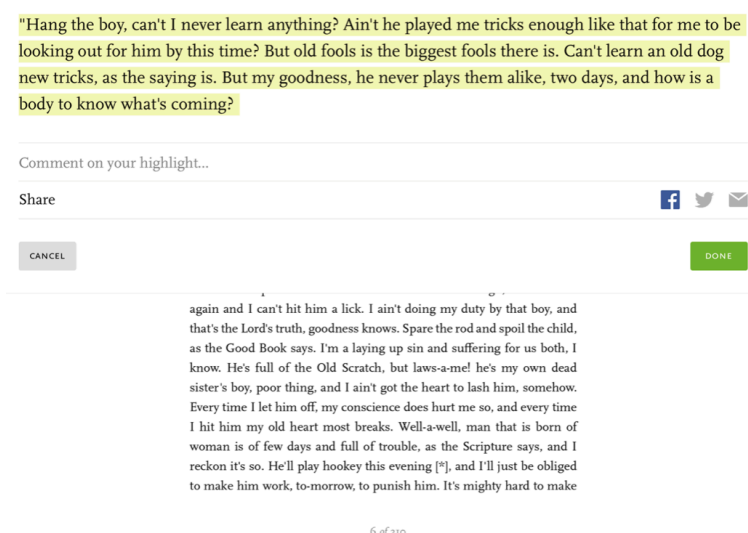 "Hang the boy, can't I never learn anything? Ain't he played me tricks enough like that for me to be
looking out for him by this time? But old fools is the biggest fools there is. Can't learn an old dog
new tricks, as the saying is. But my goodness, he never plays them alike, two days, and how is a
body to know what's coming?
Comment on your highlight...
Share
CANCEL
DONE
again and I can't hit him a lick. I ain't doing my duty by that boy, and
that's the Lord's truth, goodness knows. Spare the rod and spoil the child,
as the Good Book says. I'm a laying up sin and suffering for us both, I
know. He's full of the Old Scratch, but laws-a-me! he's my own dead
sister's boy, poor thing, and I ain't got the heart to lash him, somehow.
Every time I let him off, my conscience does hurt me so, and every time
I hit him my old heart most breaks. Well-a-well, man that is born of
woman is of few days and full of trouble, as the Scripture says, and I
reckon it's so. He'll play hookey this evening [*], and I'll just be obliged
to make him work, to-morrow, to punish him. It's mighty hard to make
6 of